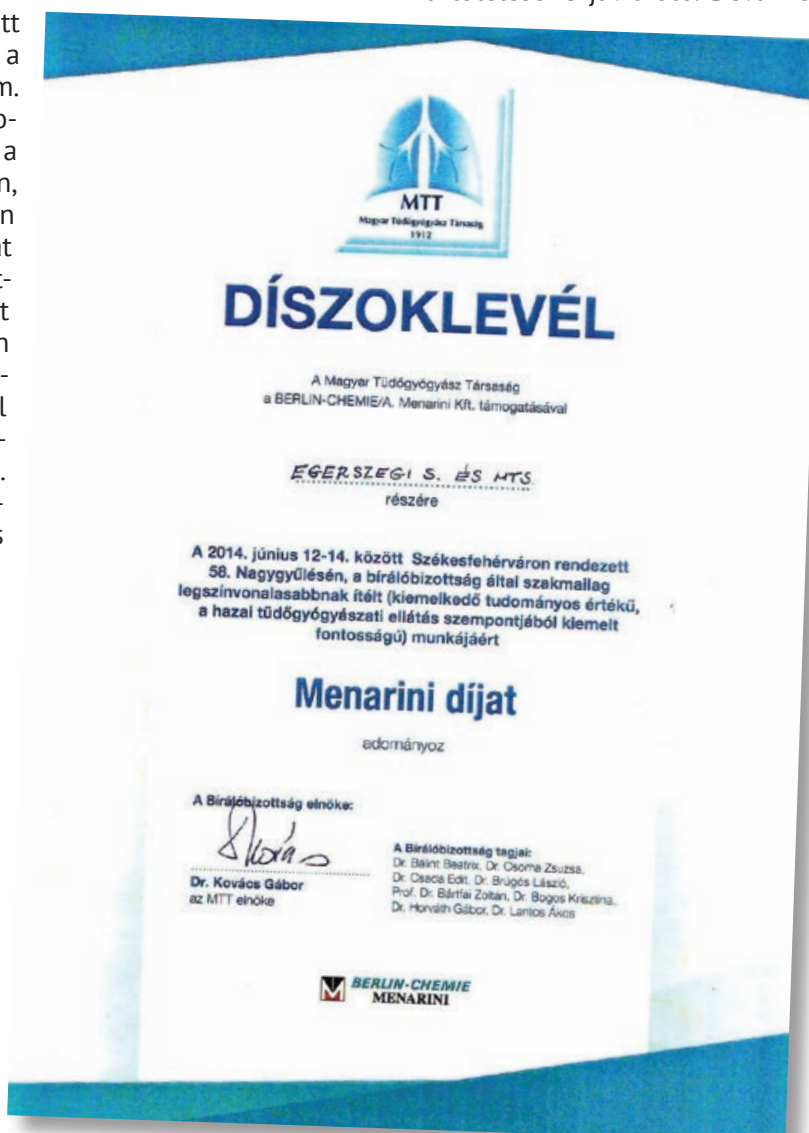 tt
a
m.
o-
a
n,
n
at
t-
t
n
-
l
-
.
-
s
MTT
Magyar Tüdőgyógyász Társaság
1912
DÍSZOKLEVÉL
A Magyar Tüdőgyógyász Társaság
a BERLIN-CHEMIE/A. Menarini Kft. támogatásával
EGERSZEGI S. ÉS MTS.
részére
A 2014. június 12-14. között Székesfehérváron rendezett
58. Nagygyűlésén, a bírálóbizottság által szakmailag
legszínvonalasabbnak ítélt (kiemelkedő tudományos értékű,
a hazai tüdőgyógyászati ellátás szempontjából kiemelt
fontosságú) munkájáért
Menarini díjat
adományoz
A Bírálóbizottság elnöke:
Dr. Kovács Gábor
az MTT elnöke
A Bírálóbizottság tagjai:
Dr. Bálint Beatrix, Dr. Csoma Zsuzsa,
Dr. Csada Edit, Dr. Brúgós László,
Prof. Dr. Bártfai Zoltán, Dr. Bogos Krisztina,
Dr. Horváth Gábor, Dr. Lantos Ákos
BERLIN-CHEMIE
MENARINI